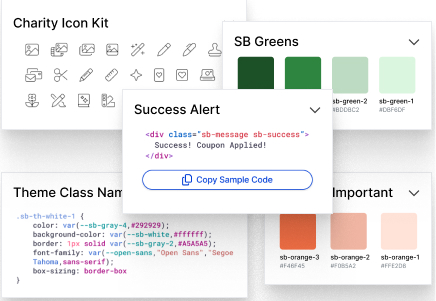 Charity Icon Kit
SB Greens
sb-green-2
#BDDBC2
sb-green-1
#DBF6DF
Success Alert
<div class="sb-message sb-success">
Success! Coupon Applied!
</div>
Copy Sample Code
Theme Class Nam
.sb-th-white-1 {
color: var(--sb-gray-4,#292929);
background-color: var(--sb-white,#ffffff);
border: 1px solid var(--sb-gray-2,#A5A5A5);
font-family: var(--open-sans,"Open Sans","Segoe
Tahoma,sans-serif);
box-sizing: border-box
}
Important
sb-orange-3
#F48F45
sb-orange-2
#F0B5A2
sb-orange-1
#FFE2D8